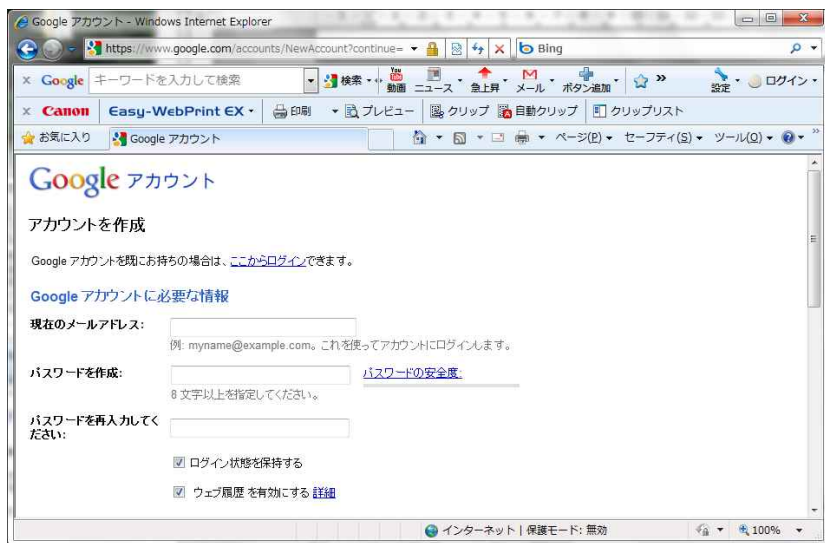 Google アカウント - Windows Internet Explorer
https://www.google.com/accounts/NewAccount?continue= Bing
x Google キーワードを入力して検索 検索 You Tube 動画 ニュース 急上昇 メール ボタン追加 » 設定 ログイン
x Canon Easy-WebPrint EX 印刷 プレビュー クリップ 自動クリップ クリップリスト
お気に入り Google アカウント ページ(P) セーフティ(S) ツール(O) »
Google アカウント
アカウントを作成
Google アカウントを既にお持ちの場合は、ここからログインできます。
Google アカウントに必要な情報
現在のメールアドレス:
例: myname@example.com。これを使ってアカウントにログインします。
パスワードを作成: パスワードの安全度:
8 文字以上を指定してください。
パスワードを再入力してく
ださい:
ログイン状態を保持する
ウェブ履歴 を有効にする 詳細
インターネット | 保護モード: 無効 100%